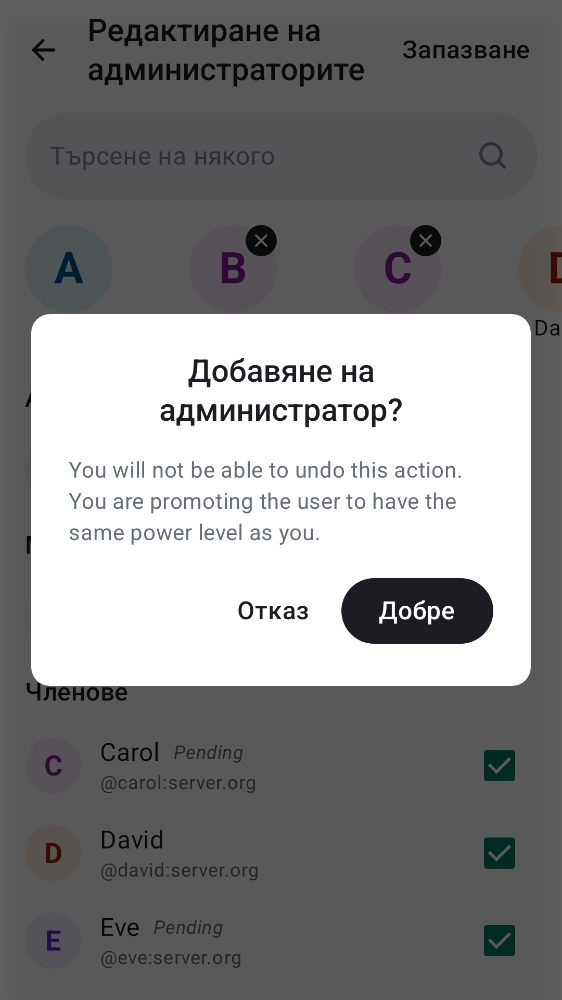 Редактиране на
администраторите
Запазване
Търсене на някого
A
B
C
Da
Добавяне на
администратор?
You will not be able to undo this action.
You are promoting the user to have the
same power level as you.
Отказ
Добре
Членове
C
Carol Pending
@carol:server.org
D
David
@david:server.org
E
Eve Pending
@eve:server.org